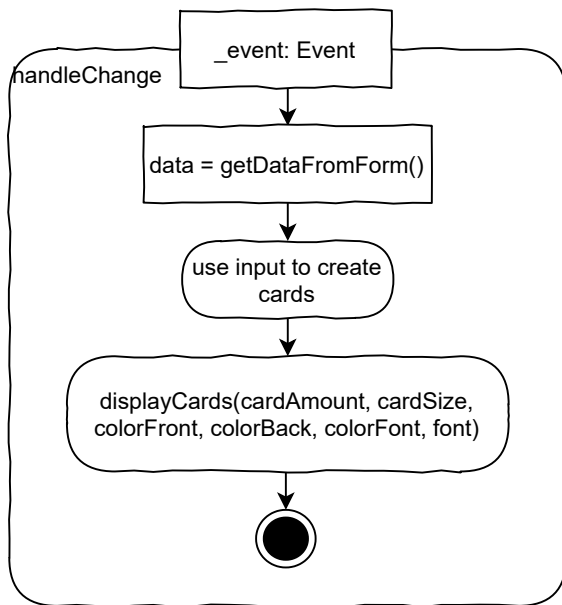 _event: Event
handleChange
data = getDataFromForm()
use input to create
cards
displayCards(cardAmount, cardSize,
colorFront, colorBack, colorFont, font)